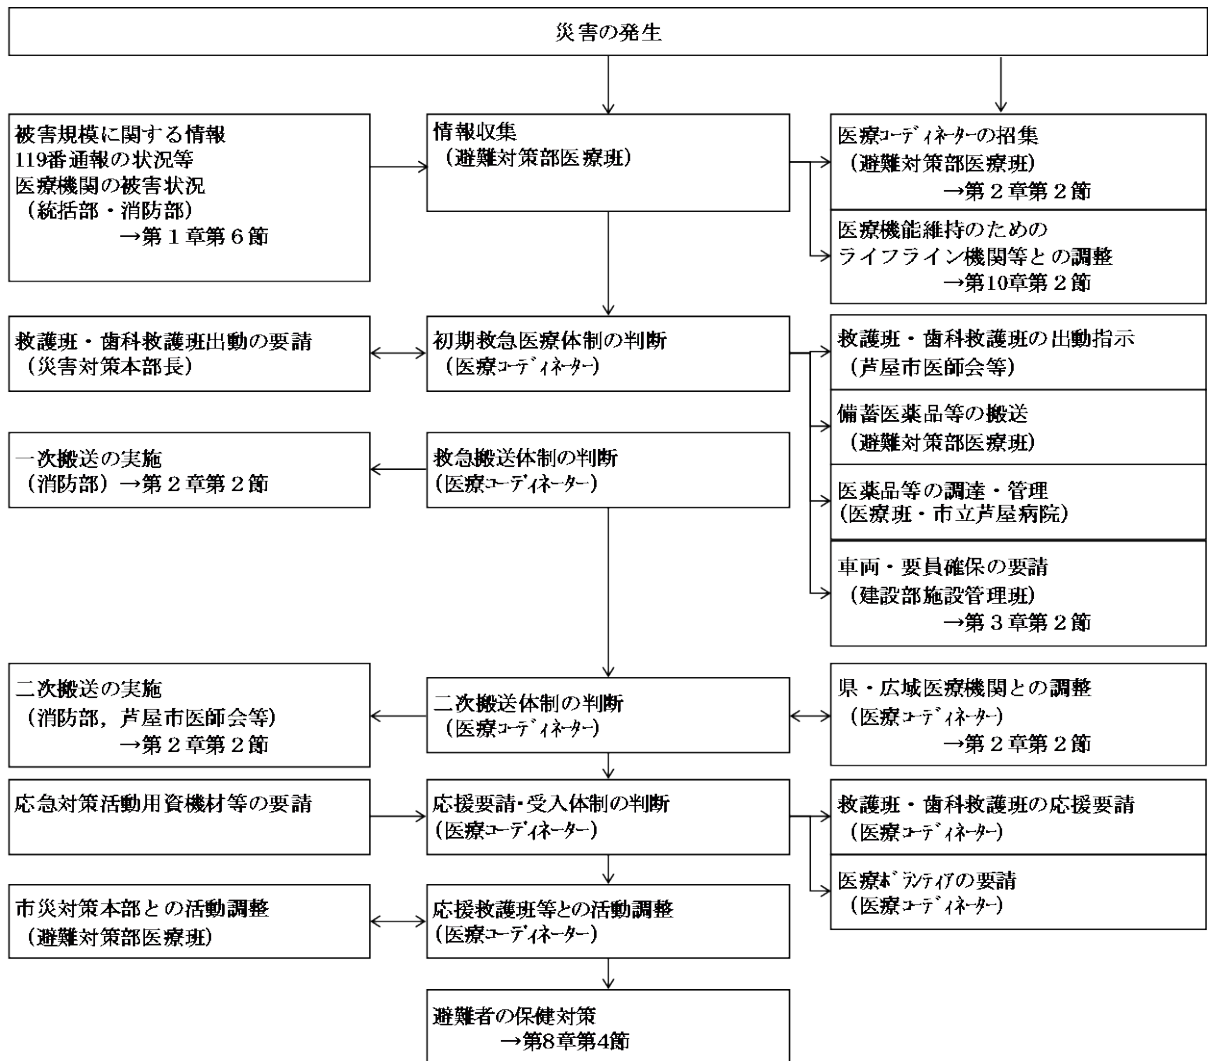 災害の発生
被害規模に関する情報
119番通報の状況等
医療機関の被害状況
（統括部・消防部）
→第１章第６節
情報収集
（避難対策部医療班）
医療ｺｰﾃﾞｨﾈｰﾀｰの招集
（避難対策部医療班）
→第２章第２節
医療機能維持のための
ライフライン機関等との調整
→第10章第２節
救護班・歯科救護班出動の要請
（災害対策本部長）
初期救急医療体制の判断
（医療ｺｰﾃﾞｨﾈｰﾀｰ）
救護班・歯科救護班の出動指示
（芦屋市医師会等）
備蓄医薬品等の搬送
（避難対策部医療班）
一次搬送の実施
（消防部）→第２章第２節
救急搬送体制の判断
（医療ｺｰﾃﾞｨﾈｰﾀｰ）
医薬品等の調達・管理
（医療班・市立芦屋病院）
車両・要員確保の要請
（建設部施設管理班）
→第３章第２節
二次搬送の実施
（消防部，芦屋市医師会等）
→第２章第２節
二次搬送体制の判断
（医療ｺｰﾃﾞｨﾈｰﾀｰ）
県・広域医療機関との調整
（医療ｺｰﾃﾞｨﾈｰﾀ）
→第２章第２節
応急対策活動用資機材等の要請
応援要請・受入体制の判断
（医療ｺｰﾃﾞｨﾈｰﾀｰ）
救護班・歯科救護班の応援要請
（医療ｺｰﾃﾞｨﾈｰﾀ）
医療ﾎﾞﾗﾝﾃｨｱの要請
（医療ｺｰﾃﾞｨﾈｰﾀ）
市災対策本部との活動調整
（避難対策部医療班）
応援救護班等との活動調整
（医療ｺｰﾃﾞｨﾈｰﾀｰ）
避難者の保健対策
→第8章第4節